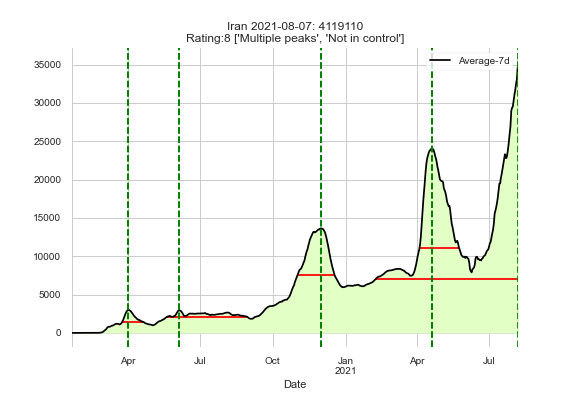 Iran 2021-08-07: 4119110
Rating:8 ['Multiple peaks', 'Not in control']
Average-7d
35000
30000
25000
20000
15000
10000
5000
0
Apr Jul Oct Jan Apr Jul
2021
Date